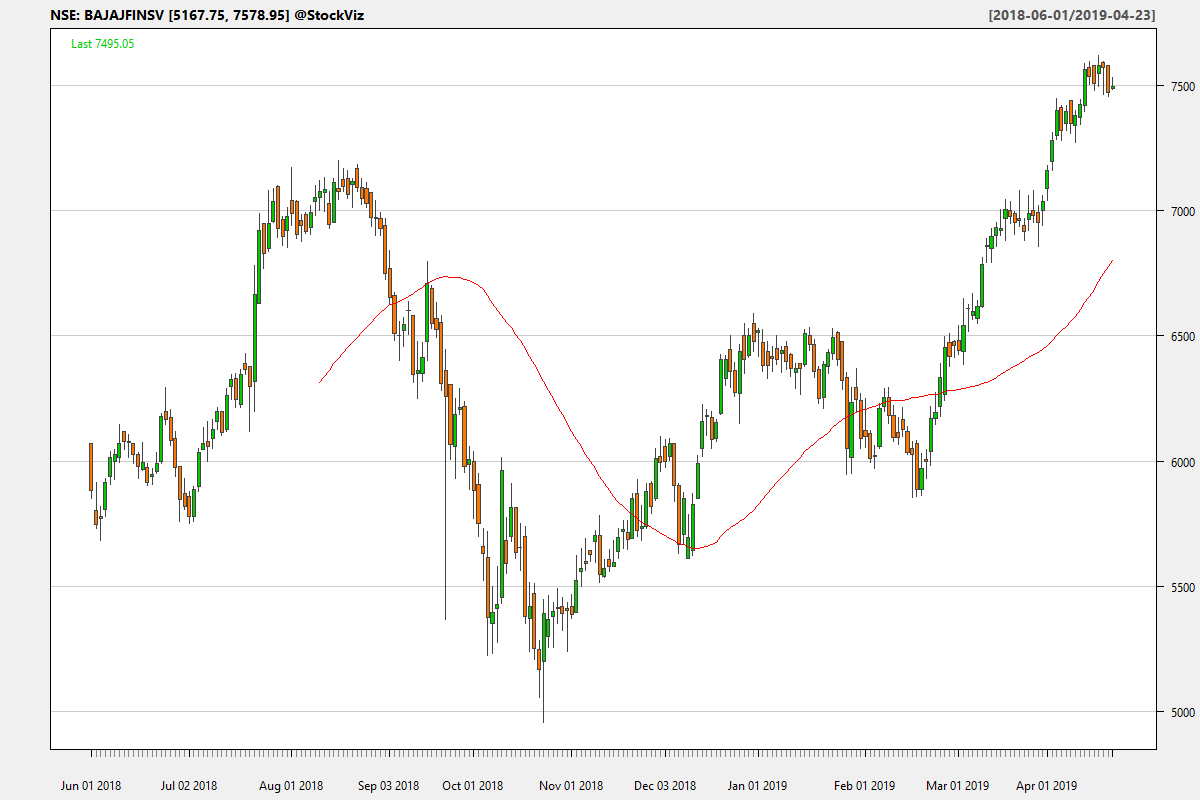 NSE: BAJAJFINSV [5167.75, 7578.95] @StockViz
[2018-06-01/2019-04-23]
Last 7495.05
7500
7000
6500
6000
5500
5000
Jun 01 2018
Jul 02 2018
Aug 01 2018
Sep 03 2018
Oct 01 2018
Nov 01 2018
Dec 03 2018
Jan 01 2019
Feb 01 2019
Mar 01 2019
Apr 01 2019